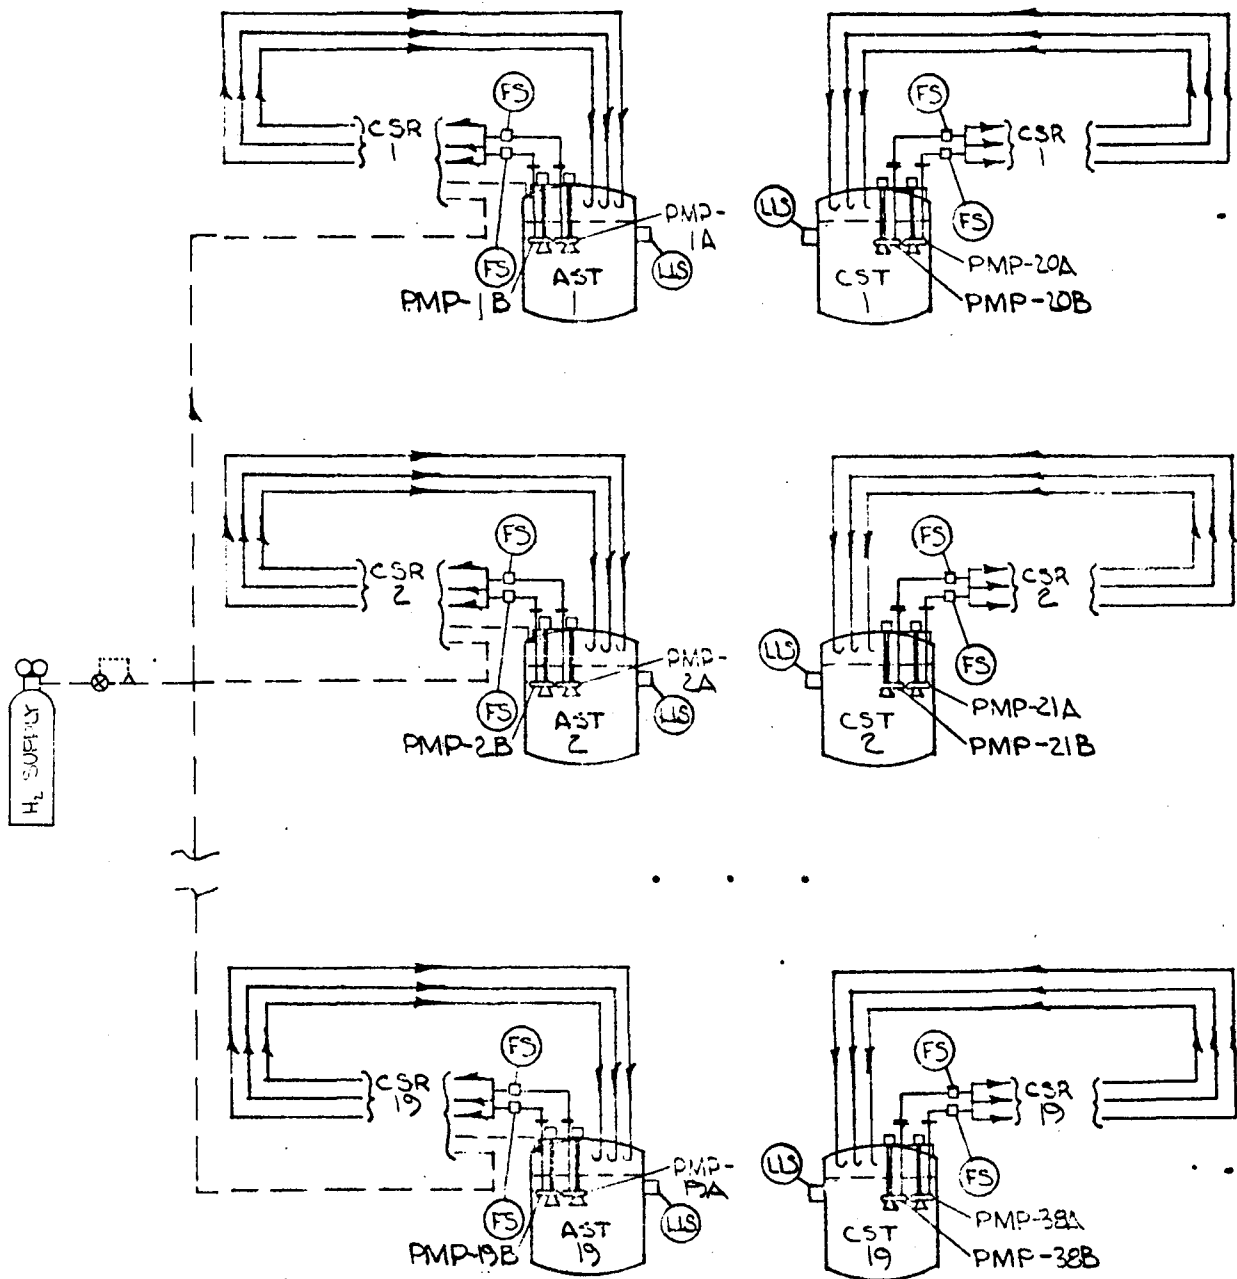 FS
FS
CSR
1
CSR
1
FS
FS
LLS
LLS
PMP-
1A
PMP-1B
AST
1
CST
1
PMP-20A
PMP-20B
FS
FS
CSR
2
CSR
2
FS
FS
LLS
LLS
PMP-
2A
PMP-2B
AST
2
CST
2
PMP-21A
PMP-21B
H2 SUPPLY
FS
FS
CSR
19
CSR
19
FS
FS
LLS
LLS
PMP-
19A
PMP-19B
AST
19
CST
19
PMP-38A
PMP-38B